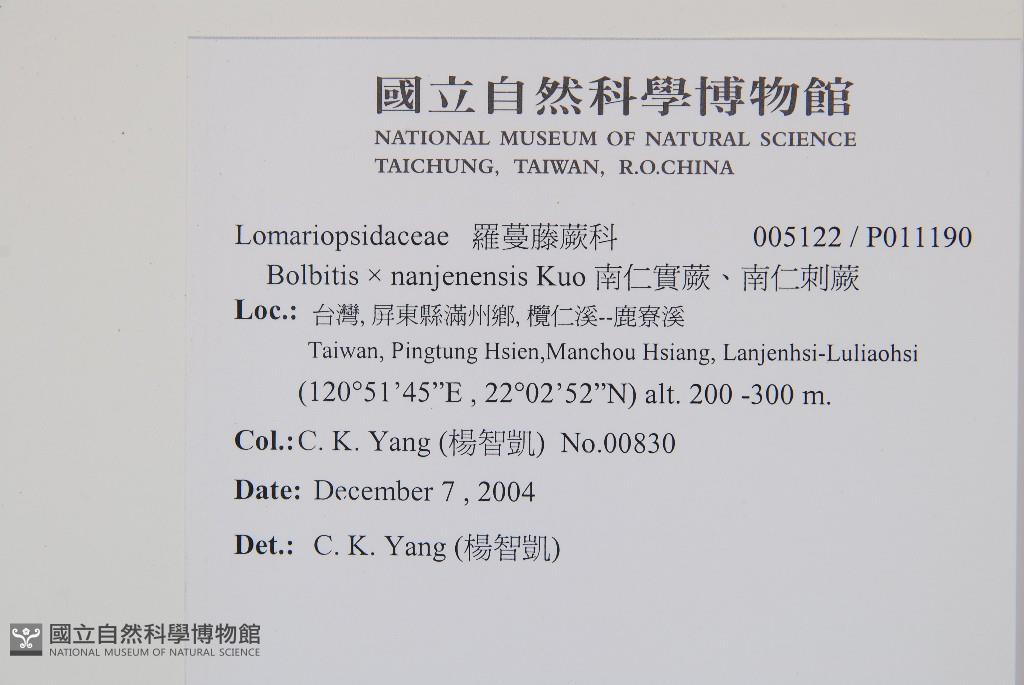 國立自然科學博物館
NATIONAL MUSEUM OF NATURAL SCIENCE
TAICHUNG, TAIWAN, R.O.CHINA
Lomariopsidaceae 羅蔓藤蕨科 005122 / P011190
Bolbitis × nanjenensis Kuo 南仁實蕨、南仁刺蕨
Loc.: 台灣, 屏東縣滿州鄉, 欖仁溪--鹿寮溪
Taiwan, Pingtung Hsien,Manchou Hsiang, Lanjenhsi-Luliaohsi
(120°51’45”E , 22°02’52”N) alt. 200 -300 m.
Col.: C. K. Yang (楊智凱) No.00830
Date: December 7 , 2004
Det.: C. K. Yang (楊智凱)
國立自然科學博物館
NATIONAL MUSEUM OF NATURAL SCIENCE